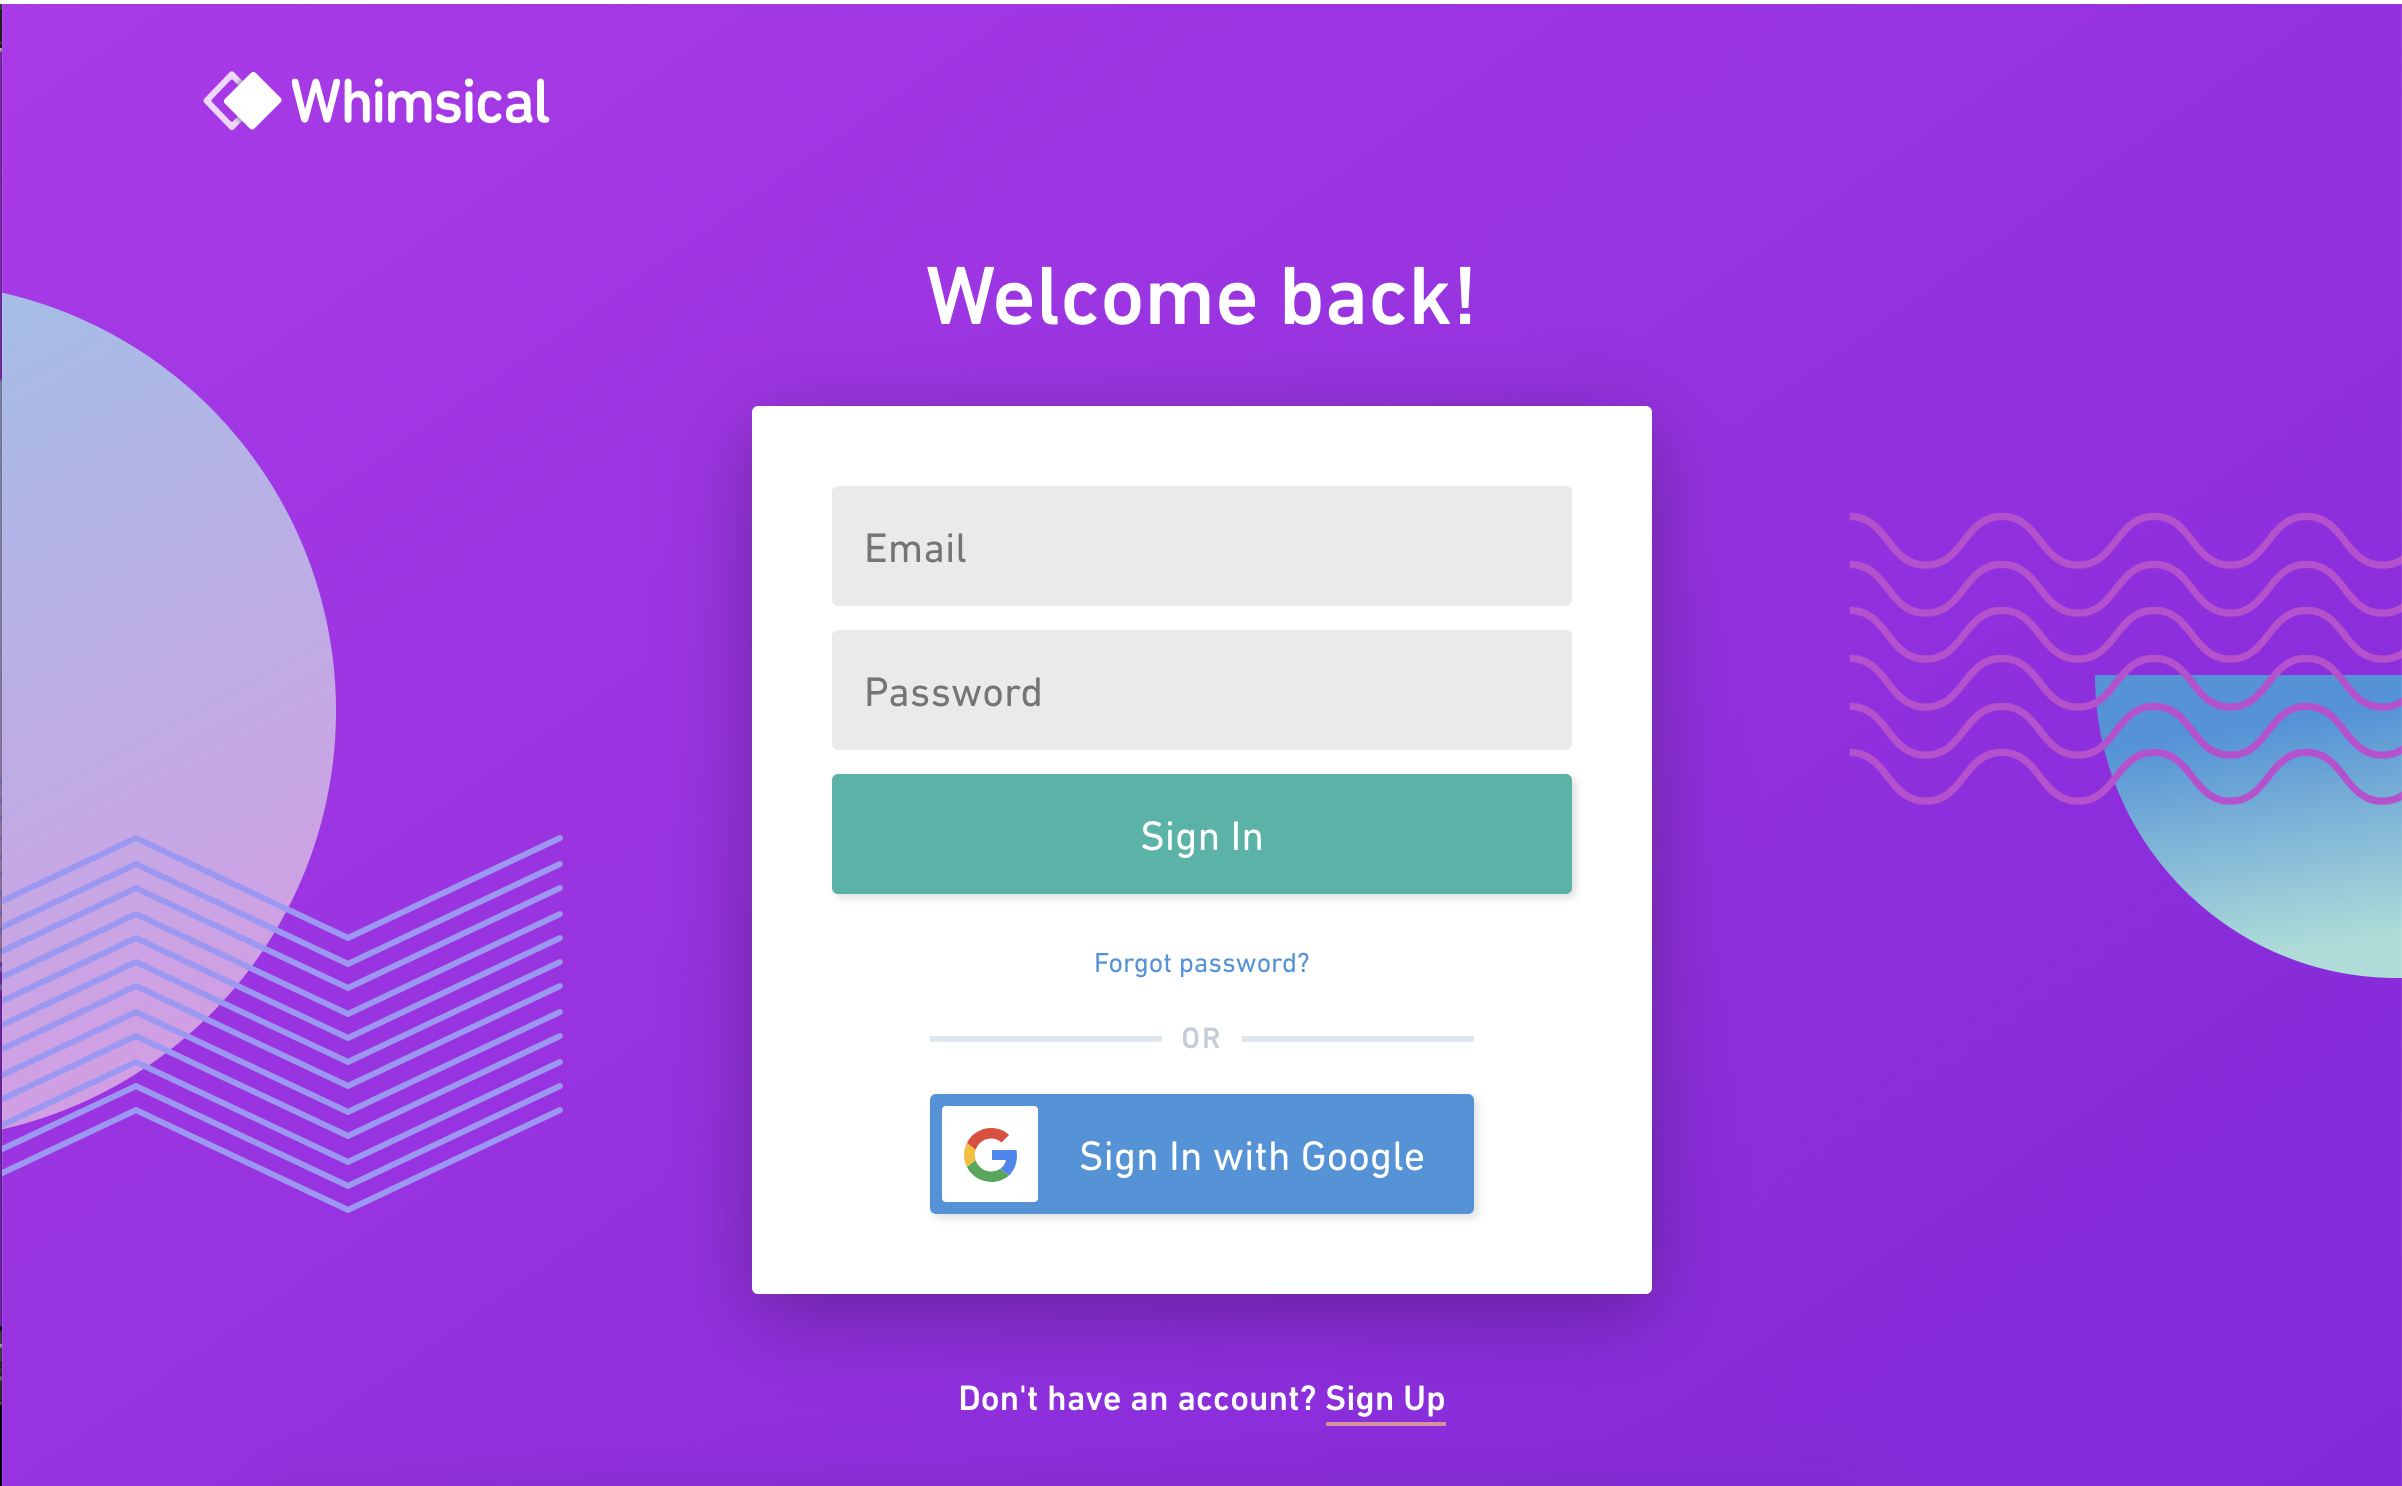 Whimsical
Welcome back!
Email
Password
Sign In
Forgot password?
OR
Sign In with Google
Don't have an account? Sign Up